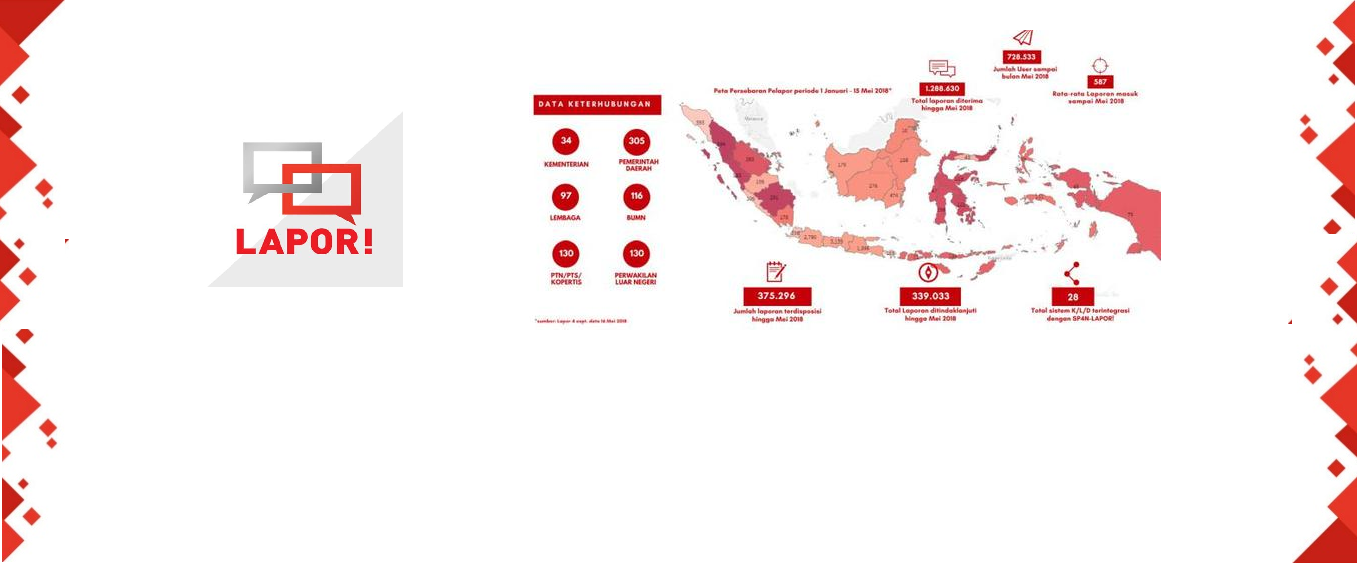 LAPOR!
DATA KETERHUBUNGAN
34
KEMENTERIAN
305
PEMERINTAH
DAERAH
97
LEMBAGA
116
BUMN
130
PTN/PTS/
KOPERTIS
130
PERWAKILAN
LUAR NEGERI
*sumber: Lapor 4 sept. data 16 Mei 2018
Peta Persebaran Pelapor periode 1 Januari - 15 Mei 2018*
1.288.630
Total laporan diterima
hingga Mei 2018
728.533
Jumlah User sampai
bulan Mei 2018
587
Rata-rata Laporan masuk
sampai Mei 2018
375.296
Jumlah laporan terdisposisi
hingga Mei 2018
339.033
Total Laporan ditindaklanjuti
hingga Mei 2018
28
Total sistem K/L/D terintegrasi
dengan SP4N-LAPOR!